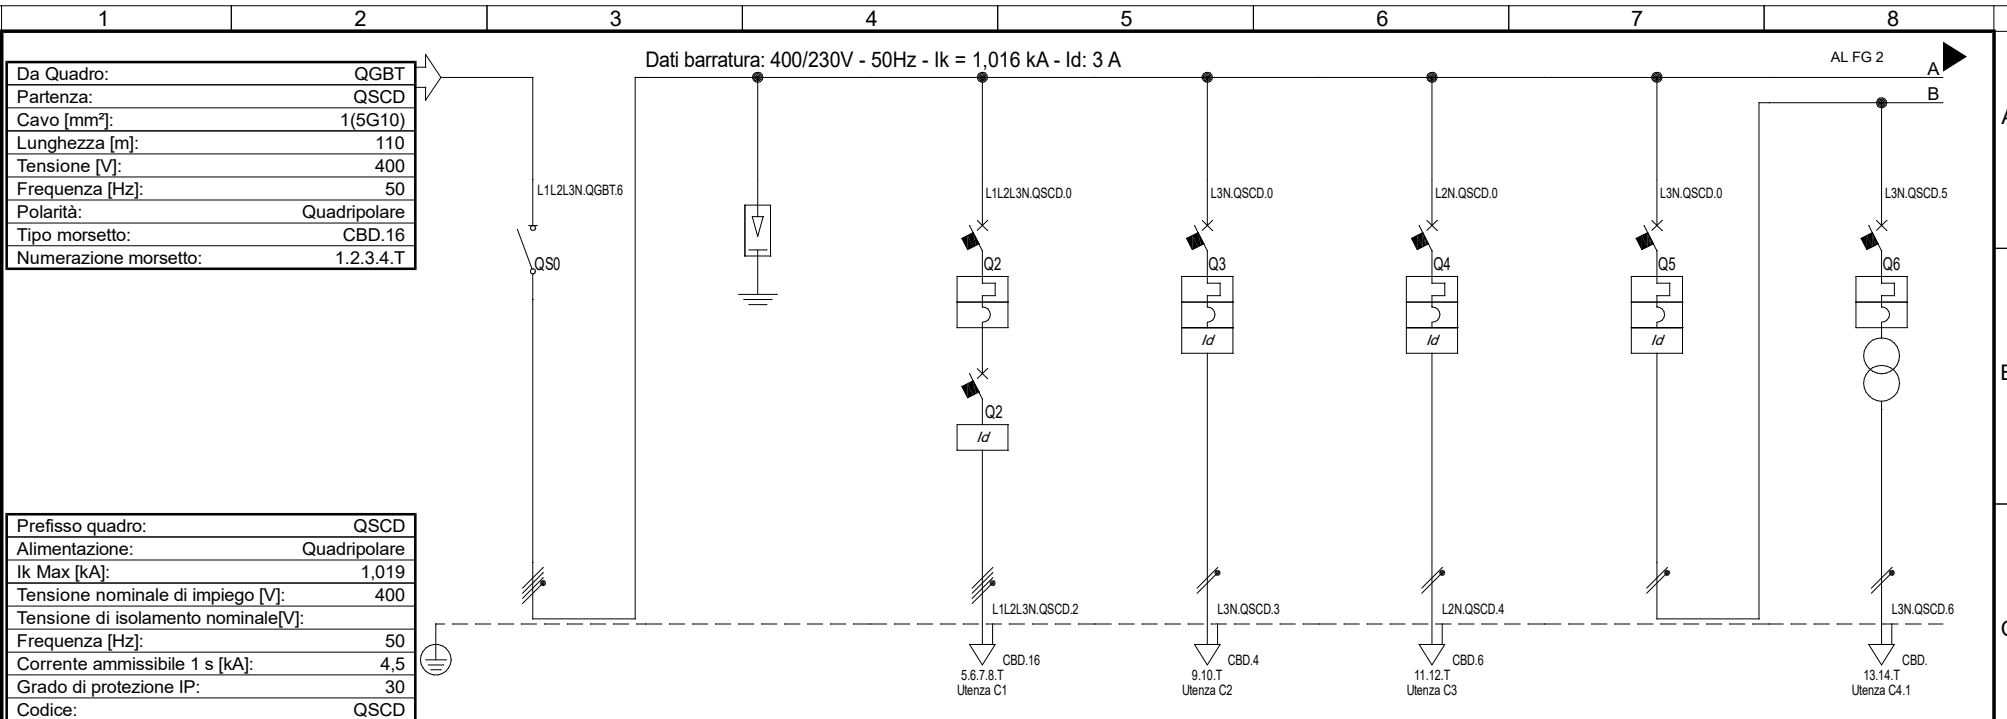 1 2 3 4 5 6 7 8
Dati barratura: 400/230V - 50Hz - Ik = 1,016 kA - Id: 3 A
AL FG 2
A
B
A
Da Quadro: QGBT
Partenza: QSCD
Cavo [mm²]: 1(5G10)
Lunghezza [m]: 110
Tensione [V]: 400
Frequenza [Hz]: 50
Polarità: Quadripolare
Tipo morsetto: CBD.16
Numerazione morsetto: 1.2.3.4.T
L1L2L3N.QGBT.6 L1L2L3N.QSCD.0 L3N.QSCD.0 L2N.QSCD.0 L3N.QSCD.0 L3N.QSCD.5
QS0 Q2 Q3 Q4 Q5 Q6
Id Id Id
B
Q2
Id
Prefisso quadro: QSCD
Alimentazione: Quadripolare
Ik Max [kA]: 1,019
Tensione nominale di impiego [V]: 400
Tensione di isolamento nominale[V]:
Frequenza [Hz]: 50
Corrente ammissibile 1 s [kA]: 4,5
Grado di protezione IP: 30
Codice: QSCD
L1L2L3N.QSCD.2 L3N.QSCD.3 L2N.QSCD.4 L3N.QSCD.6
C
CBD.16 CBD.4 CBD.6 CBD.
5.6.7.8.T 9.10.T 11.12.T 13.14.T
Utenza C1 Utenza C2 Utenza C3 Utenza C4.1